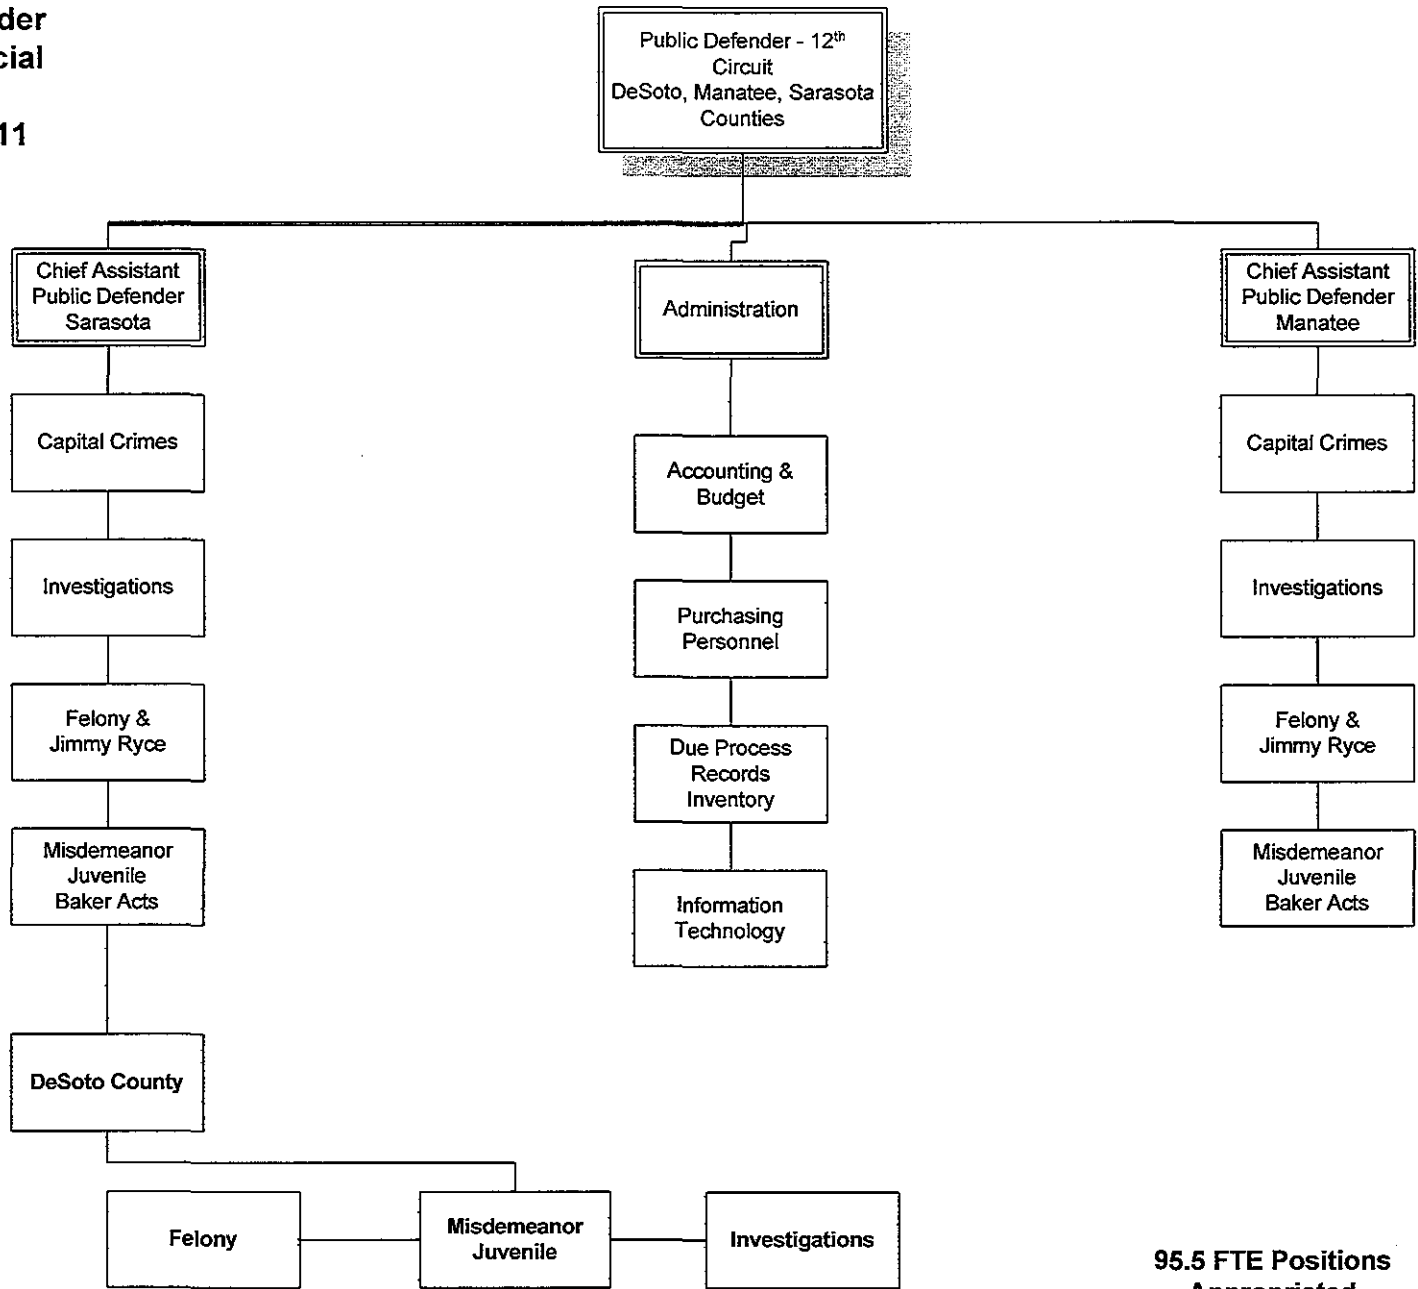 der
cial
11
Public Defender - 12th
Circuit
DeSoto, Manatee, Sarasota
Counties
Chief Assistant
Public Defender
Sarasota
Administration
Chief Assistant
Public Defender
Manatee
Capital Crimes
Accounting &
Budget
Capital Crimes
Investigations
Purchasing
Personnel
Investigations
Felony &
Jimmy Ryce
Due Process
Records
Inventory
Felony &
Jimmy Ryce
Misdemeanor
Juvenile
Baker Acts
Information
Technology
Misdemeanor
Juvenile
Baker Acts
DeSoto County
Felony
Misdemeanor
Juvenile
Investigations
95.5 FTE Positions
Appropriated